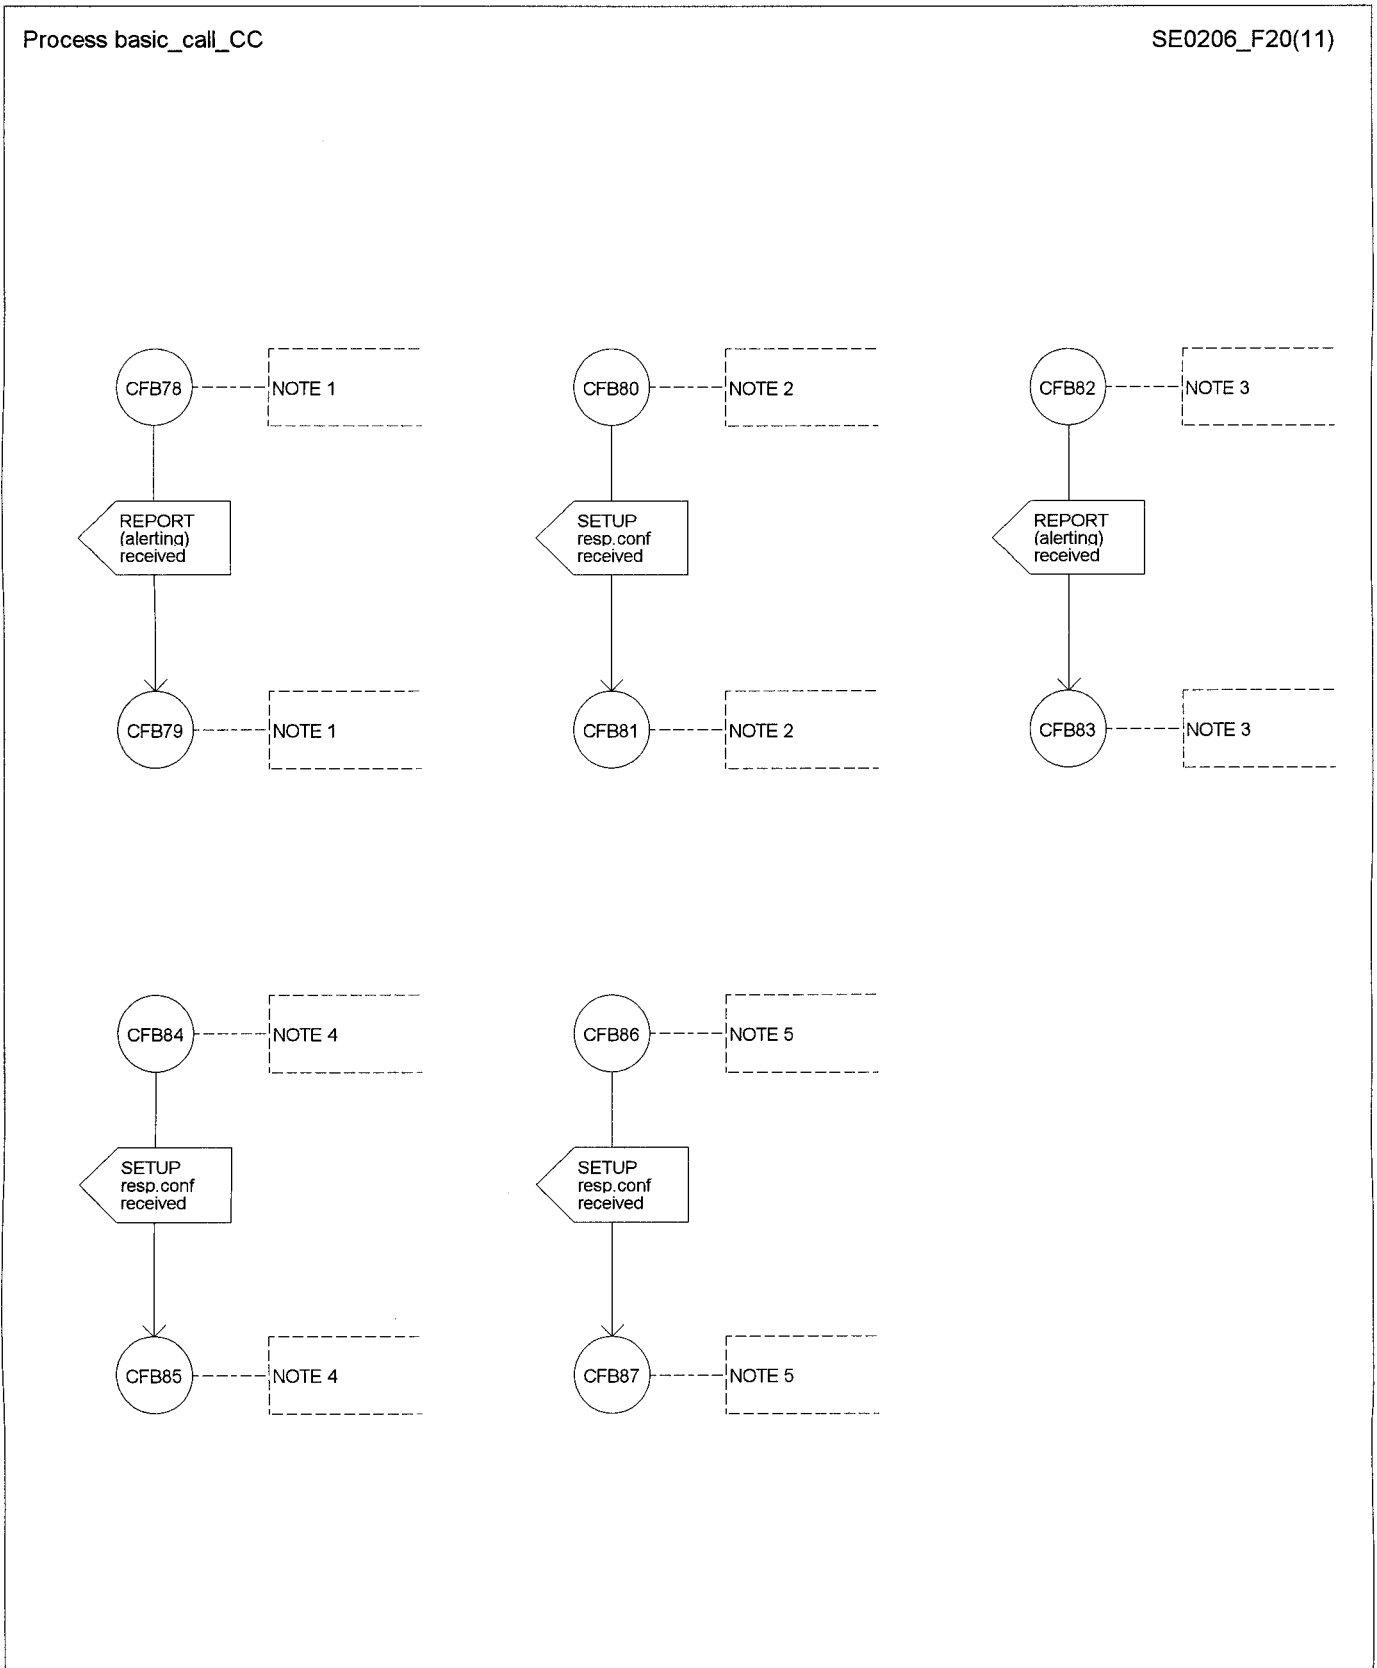 Process basic_call_CC
SE0206_F20(11)
CFB78
NOTE 1
CFB80
NOTE 2
CFB82
NOTE 3
REPORT
(alerting)
received
SETUP
resp.conf
received
REPORT
(alerting)
received
CFB79
NOTE 1
CFB81
NOTE 2
CFB83
NOTE 3
CFB84
NOTE 4
CFB86
NOTE 5
SETUP
resp.conf
received
SETUP
resp.conf
received
CFB85
NOTE 4
CFB87
NOTE 5